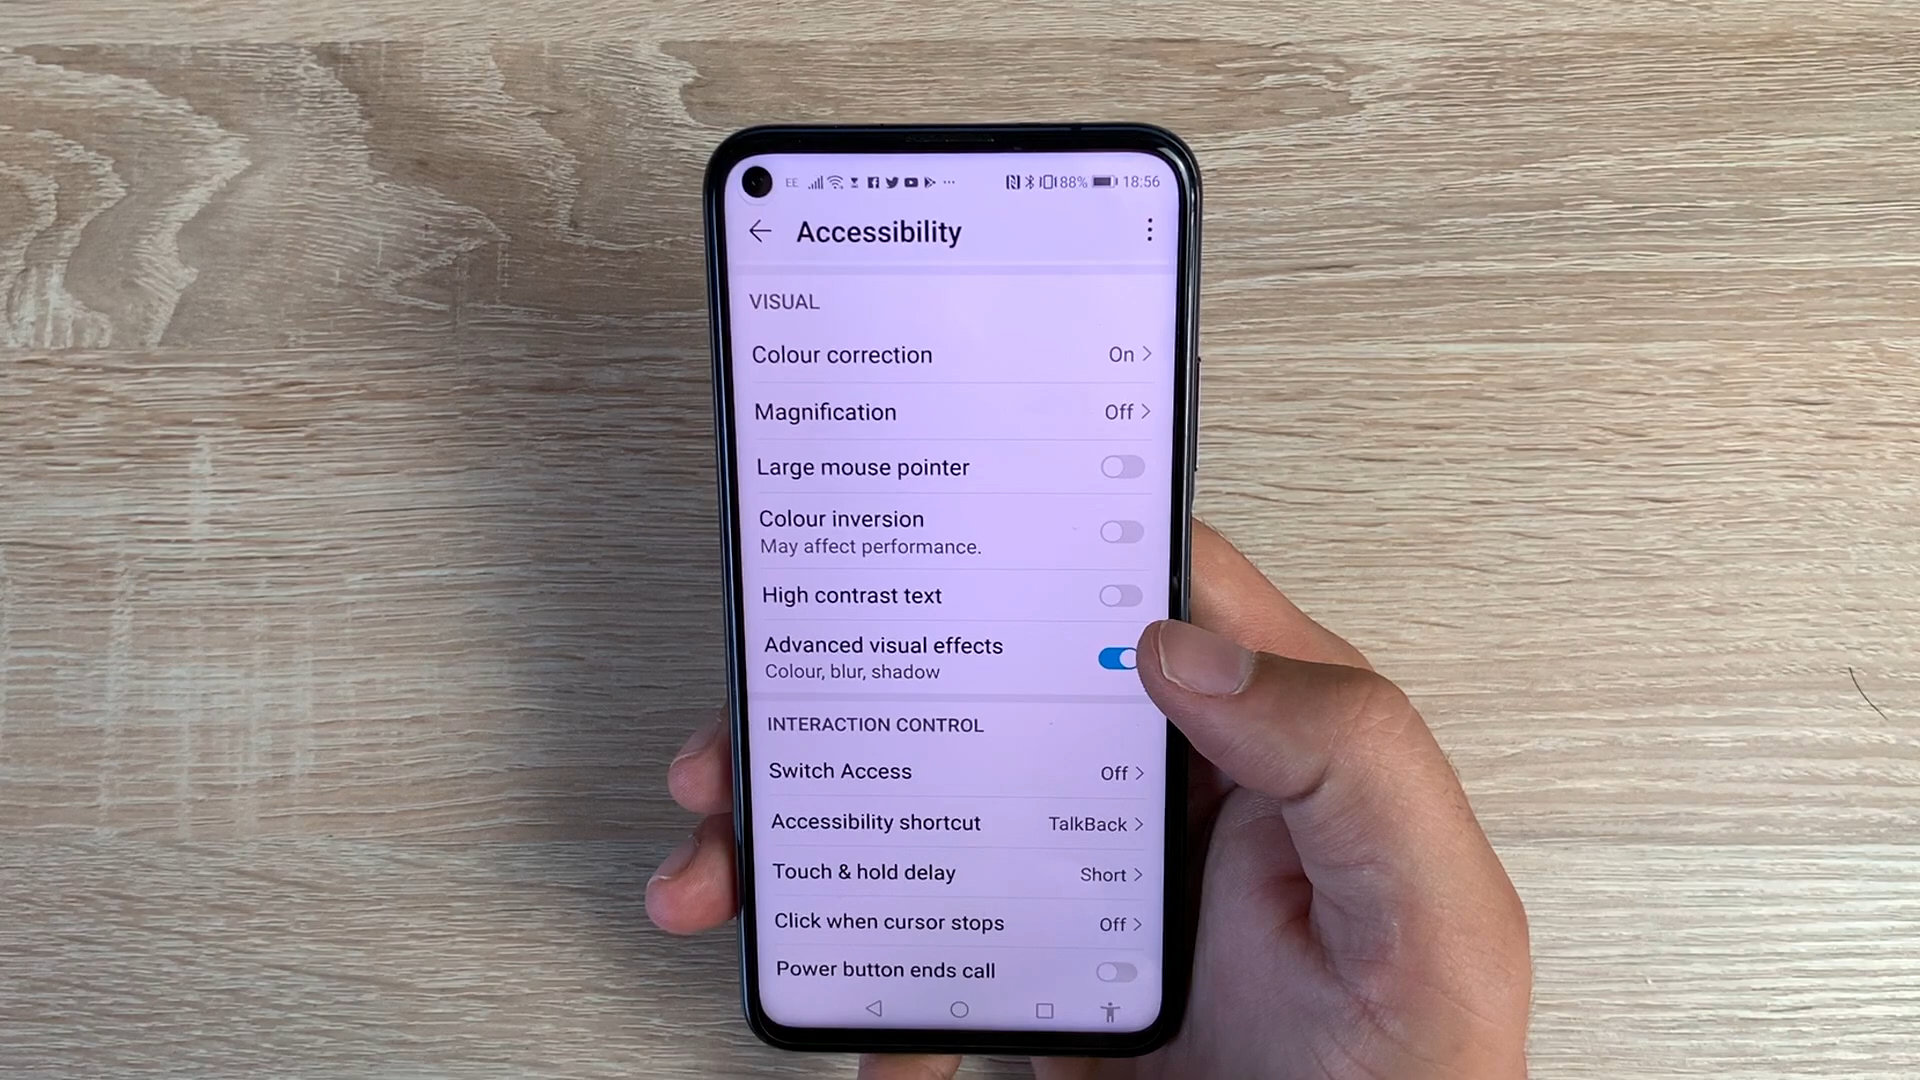 EE 88% 18:56
Accessibility
VISUAL
Colour correction On
Magnification Off
Large mouse pointer
Colour inversion
May affect performance.
High contrast text
Advanced visual effects
Colour, blur, shadow
INTERACTION CONTROL
Switch Access Off
Accessibility shortcut TalkBack
Touch & hold delay Short
Click when cursor stops Off
Power button ends call